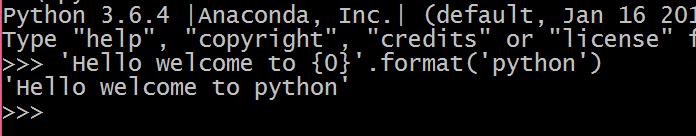 Python 3.6.4 |Anaconda, Inc.| (default, Jan 16 201
Type "help", "copyright", "credits" or "license" f
>>> 'Hello welcome to {0}'.format('python')
'Hello welcome to python'
>>>